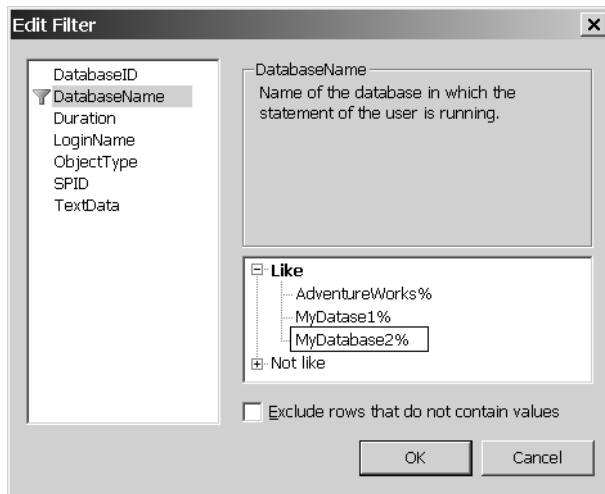 Edit Filter
DatabaseID
DatabaseName
Duration
LoginName
ObjectType
SPID
TextData
DatabaseName
Name of the database in which the
statement of the user is running.
Like
AdventureWorks%
MyDatase1%
MyDatabase2%
Not like
Exclude rows that do not contain values
OK
Cancel